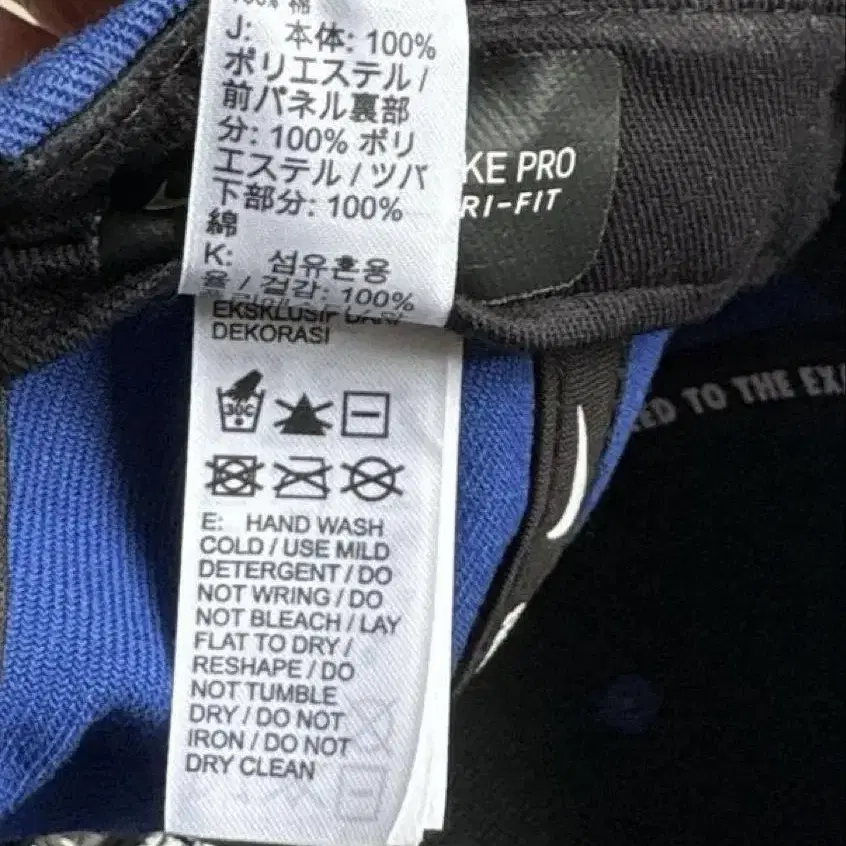 100% 棉
J: 本体: 100%
ポリエステル /
前パネル裏部
分: 100% ポリ
エステル / ツバ
下部分: 100%
綿
K: 섬유혼용
율 / 겉감: 100%
EKSKLUSIF DARI
DEKORASI
30C
E: HAND WASH
COLD / USE MILD
DETERGENT / DO
NOT WRING / DO
NOT BLEACH / LAY
FLAT TO DRY /
RESHAPE / DO
NOT TUMBLE
DRY / DO NOT
IRON / DO NOT
DRY CLEAN
KE PRO
RI-FIT
ED TO THE EXA